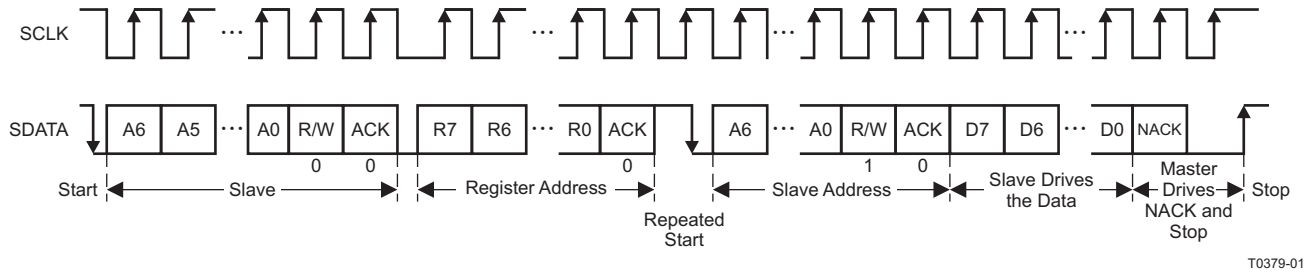 SCLK
... ... ... ...
SDATA A6 A5 ... A0 R/W ACK R7 R6 ... R0 ACK A6 ... A0 R/W ACK D7 D6 ... D0 NACK
0 0 0 1 0
Start Slave Register Address Slave Address Slave Drives the Data Master Drives NACK and Stop Stop
Repeated
Start
T0379-01